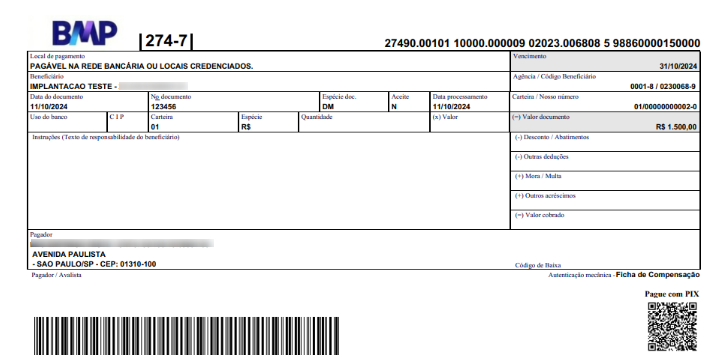 BMP
274-7
27490.00101 10000.000009 02023.006808 5 98860000150000
Local de pagamento
PAGÁVEL NA REDE BANCÁRIA OU LOCAIS CREDENCIADOS.
Vencimento
31/10/2024
Beneficiário
IMPLANTACAO TESTE -
Agência / Código Beneficiário
0001-8 / 0230068-9
Data do documento
11/10/2024
Ng documento
123456
Espécie doc.
DM
Aceite
N
Data processamento
11/10/2024
Carteira / Nosso número
01/00000000002-0
Uso do banco
C I P
Carteira
01
Espécie
R$
Quantidade
(x) Valor
(=) Valor documento
R$ 1.500,00
Instruções (Texto de responsabilidade do beneficiário)
(-) Desconto / Abatimentos
(-) Outras deduções
(+) Mora / Multa
(+) Outros acréscimos
(=) Valor cobrado
Pagador
AVENIDA PAULISTA
- SAO PAULO/SP - CEP: 01310-100
Código de Baixa
Pagador / Avalista
Autenticação mecânica - Ficha de Compensação
Pague com PIX